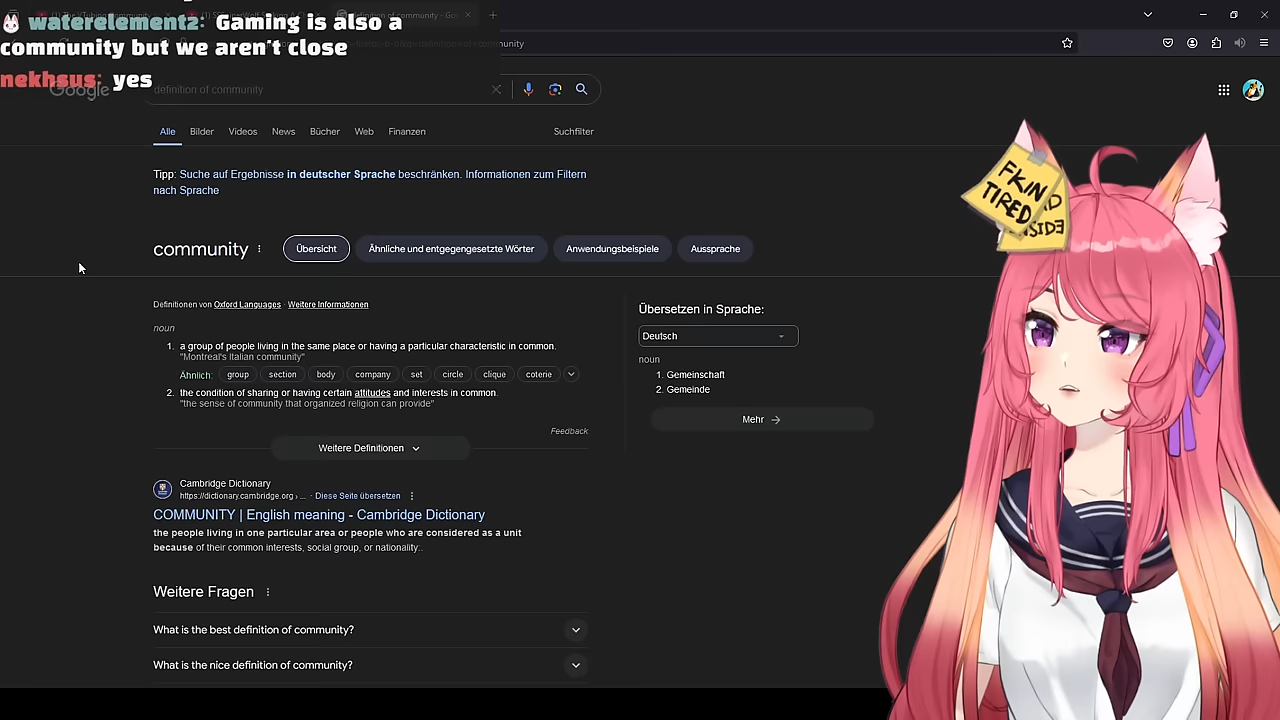 waterelement2: Gaming is also a
community but we aren't close
nekhsus: yes
Google
definition of community
Alle Bilder Videos News Bücher Web Finanzen Suchfilter
Tipp: Suche auf Ergebnisse in deutscher Sprache beschränken. Informationen zum Filtern
nach Sprache
community Übersicht Ähnliche und entgegengesetzte Wörter Anwendungsbeispiele Aussprache
Definitionen von Oxford Languages · Weitere Informationen
noun
1. a group of people living in the same place or having a particular characteristic in common.
"Montreal's Italian community"
Ähnlich: group section body company set circle clique coterie
2. the condition of sharing or having certain attitudes and interests in common.
"the sense of community that organized religion can provide"
Feedback
Weitere Definitionen
Übersetzen in Sprache:
Deutsch
noun
1. Gemeinschaft
2. Gemeinde
Mehr
Cambridge Dictionary
https://dictionary.cambridge.org › ... · Diese Seite übersetzen
COMMUNITY | English meaning - Cambridge Dictionary
the people living in one particular area or people who are considered as a unit
because of their common interests, social group, or nationality..
Weitere Fragen
What is the best definition of community?
What is the nice definition of community?
FKIN
TIRED
SIDE